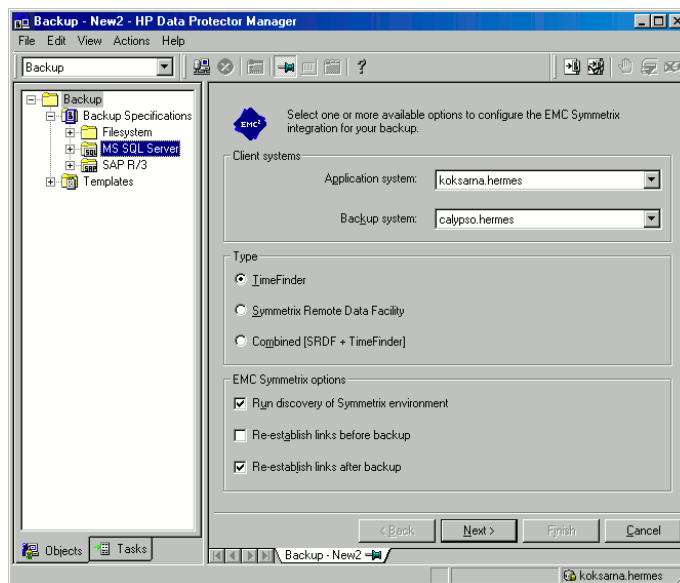 Backup - New2 - HP Data Protector Manager
File Edit View Actions Help
Backup
Backup
Backup Specifications
Filesystem
SQL MS SQL Server
SAP SAP R/3
Templates
Objects Tasks
EMC²
Select one or more available options to configure the EMC Symmetrix
integration for your backup.
Client systems
Application system: koksarna.hermes
Backup system: calypso.hermes
Type
TimeFinder
Symmetrix Remote Data Facility
Combined [SRDF + TimeFinder]
EMC Symmetrix options
Run discovery of Symmetrix environment
Re-establish links before backup
Re-establish links after backup
< Back Next > Finish Cancel
Backup - New2
koksarna.hermes